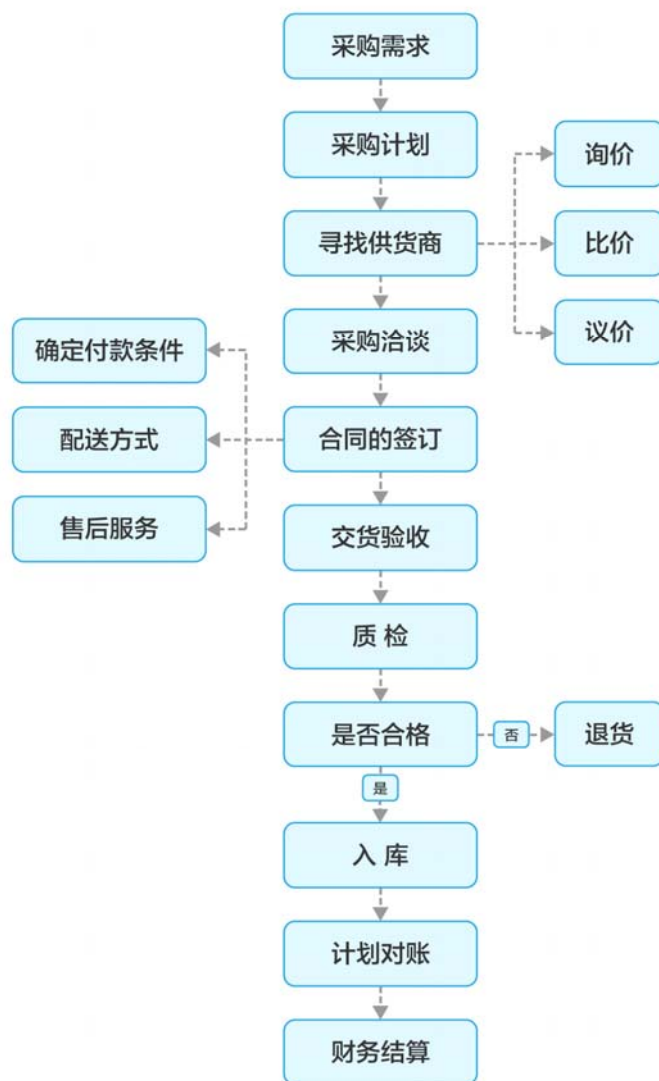 采购需求
采购计划
询价
寻找供货商
比价
议价
采购洽谈
确定付款条件
合同的签订
配送方式
售后服务
交货验收
质 检
是否合格
否
退货
是
入 库
计划对账
财务结算